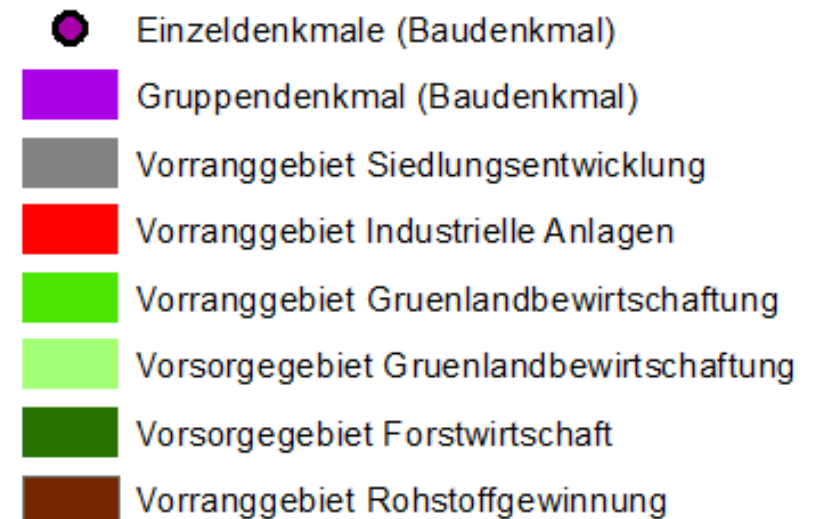 Einzeldenkmale (Baudenkmal)
Gruppendenkmal (Baudenkmal)
Vorranggebiet Siedlungsentwicklung
Vorranggebiet Industrielle Anlagen
Vorranggebiet Gruenlandbewirtschaftung
Vorsorgegebiet Gruenlandbewirtschaftung
Vorsorgegebiet Forstwirtschaft
Vorranggebiet Rohstoffgewinnung